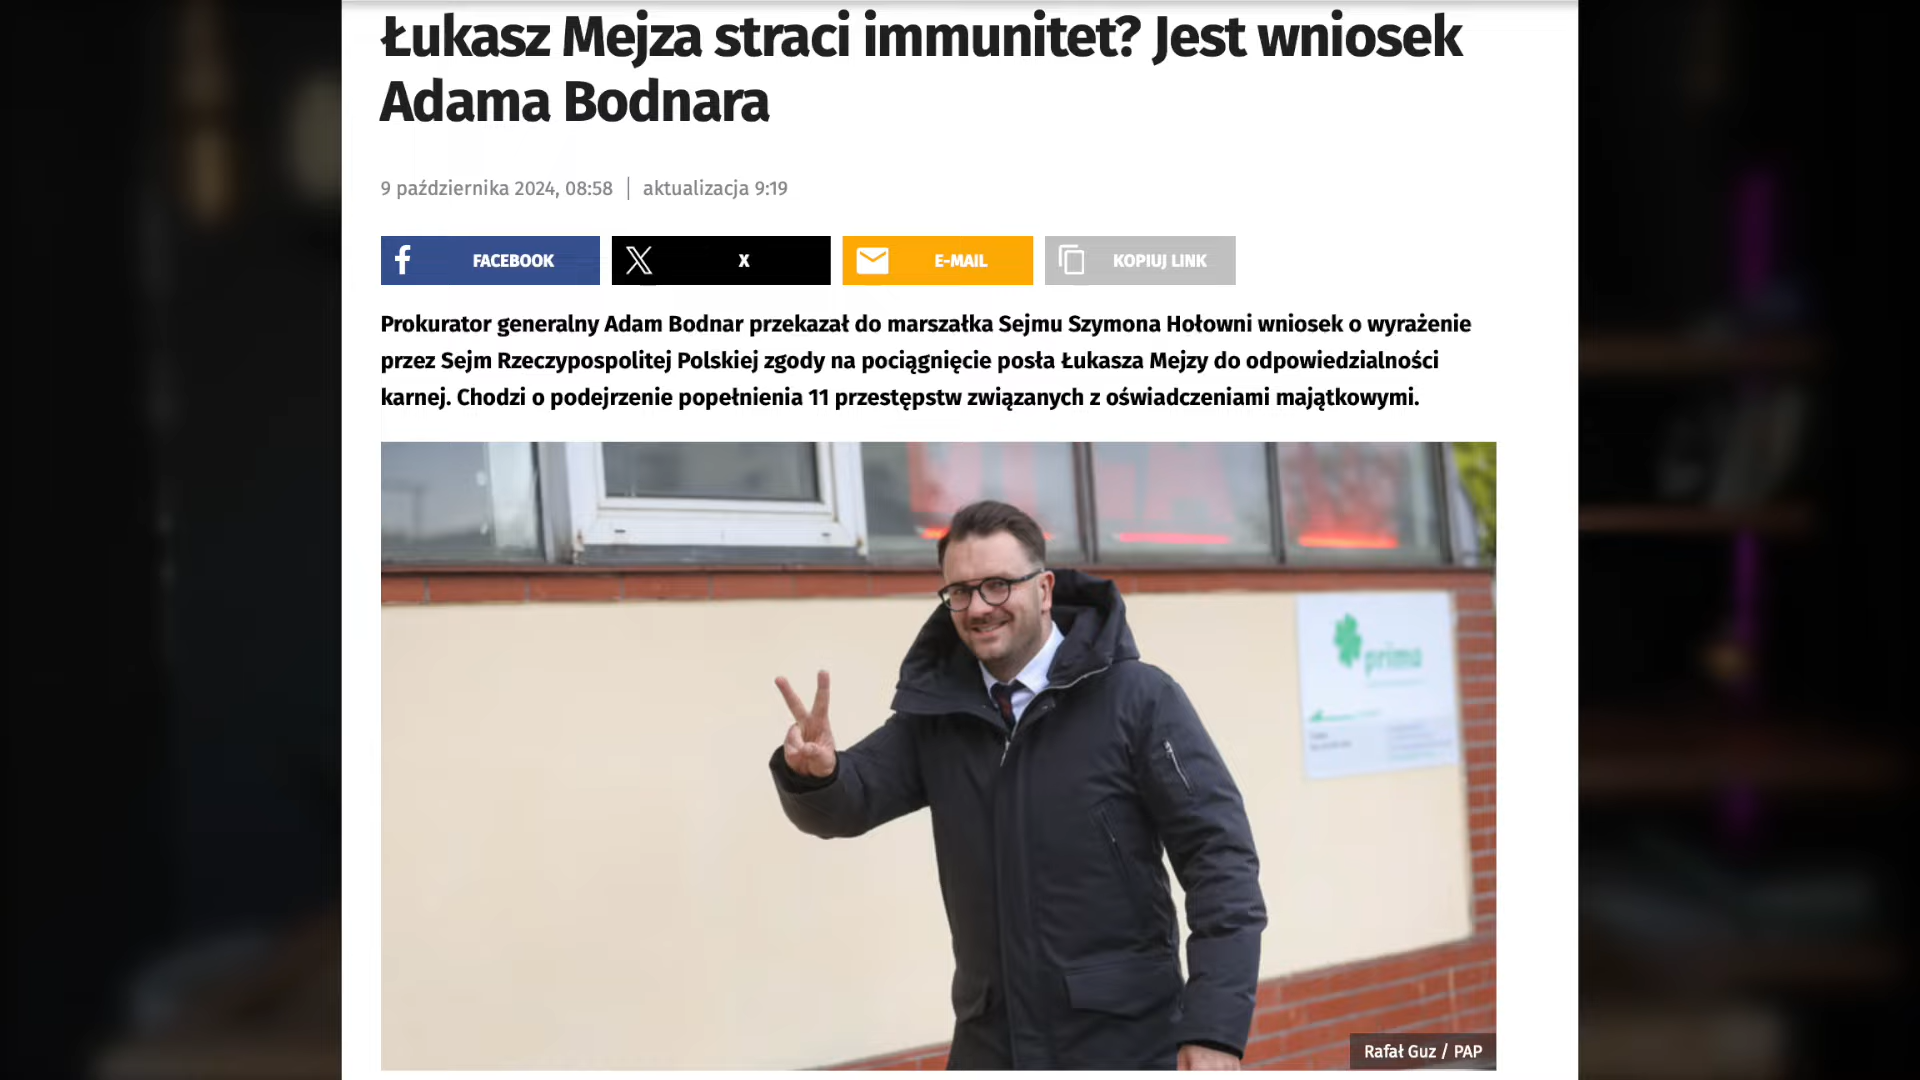 Łukasz Mejza straci immunitet? Jest wniosek
Adama Bodnara
9 października 2024, 08:58 | aktualizacja 9:19
FACEBOOK
X
E-MAIL
KOPIUJ LINK
Prokurator generalny Adam Bodnar przekazał do marszałka Sejmu Szymona Hołowni wniosek o wyrażenie
przez Sejm Rzeczypospolitej Polskiej zgody na pociągnięcie posła Łukasza Mejzy do odpowiedzialności
karnej. Chodzi o podejrzenie popełnienia 11 przestępstw związanych z oświadczeniami majątkowymi.
prima
Rafał Guz / PAP